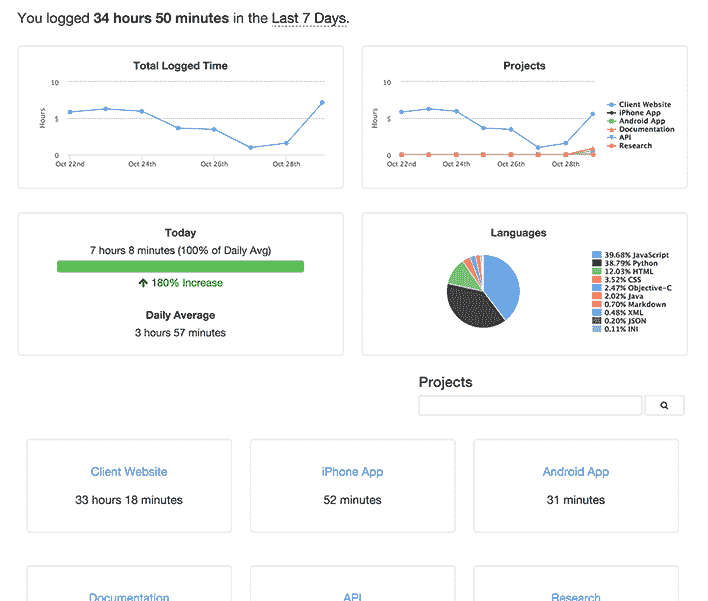 You logged 34 hours 50 minutes in the Last 7 Days.
Total Logged Time
10
5
0
Hours
Oct 22nd
Oct 24th
Oct 26th
Oct 28th
Projects
10
5
0
Hours
Oct 22nd
Oct 24th
Oct 26th
Oct 28th
Client Website
iPhone App
Android App
Documentation
API
Research
Today
7 hours 8 minutes (100% of Daily Avg)
180% Increase
Daily Average
3 hours 57 minutes
Languages
39.68% JavaScript
38.79% Python
12.03% HTML
3.52% CSS
2.47% Objective-C
2.02% Java
0.70% Markdown
0.48% XML
0.20% JSON
0.11% INI
Projects
Client Website
33 hours 18 minutes
iPhone App
52 minutes
Android App
31 minutes
Documentation
API
Research